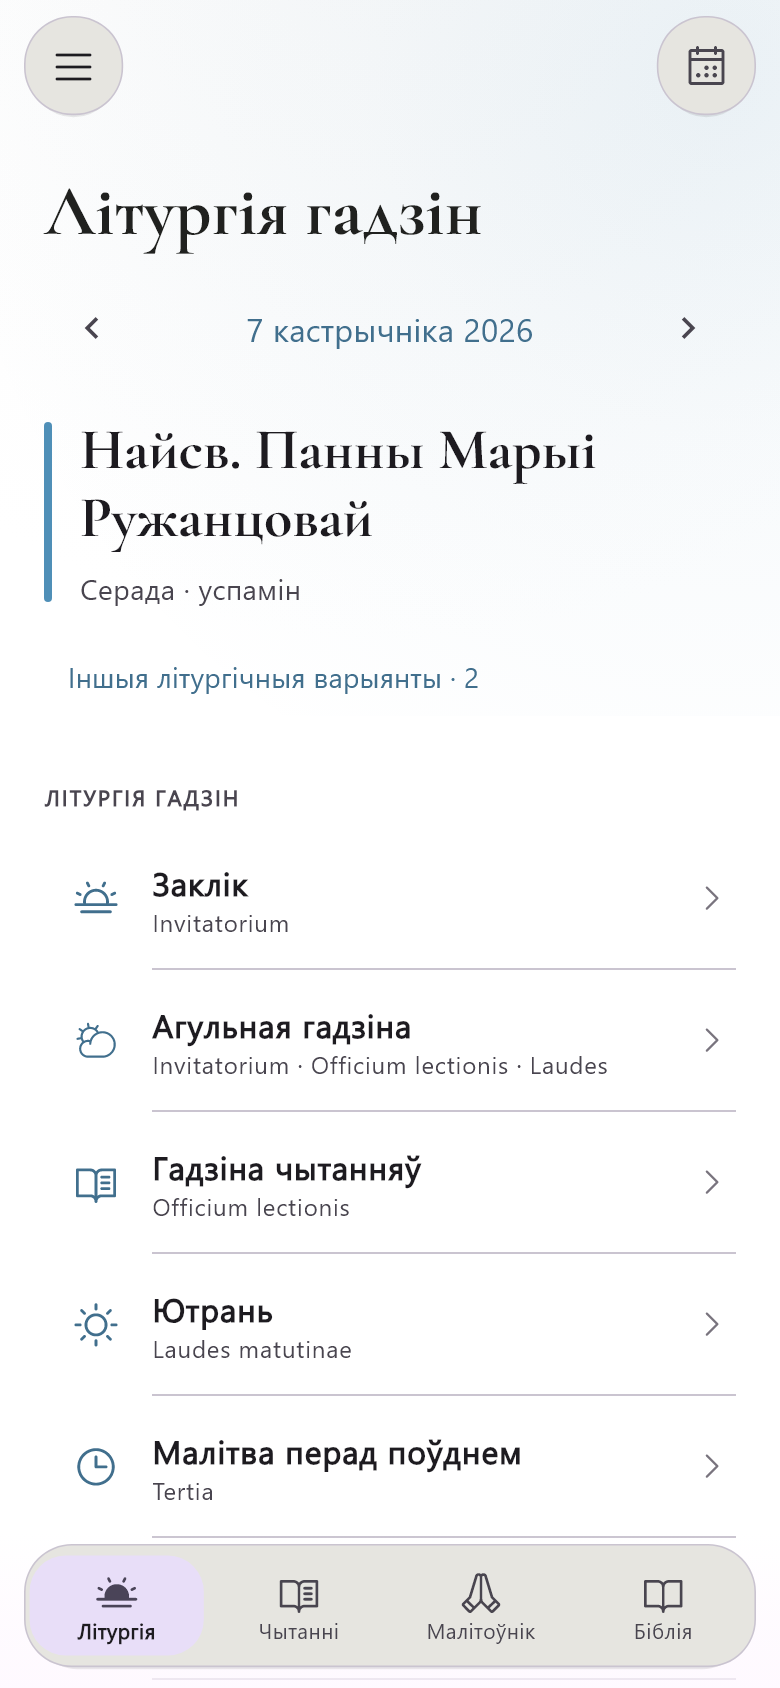 Літургія гадзін
7 кастрычніка 2026
Найсв. Панны Марыі
Ружанцовай
Серада · успамін
Іншыя літургічныя варыянты · 2
ЛІТУРГІЯ ГАДЗІН
Заклік
Invitatorium
Агульная гадзіна
Invitatorium · Officium lectionis · Laudes
Гадзіна чытанняў
Officium lectionis
Ютрань
Laudes matutinae
Малітва перад поўднем
Tertia
Літургія
Чытанні
Малітоўнік
Біблія